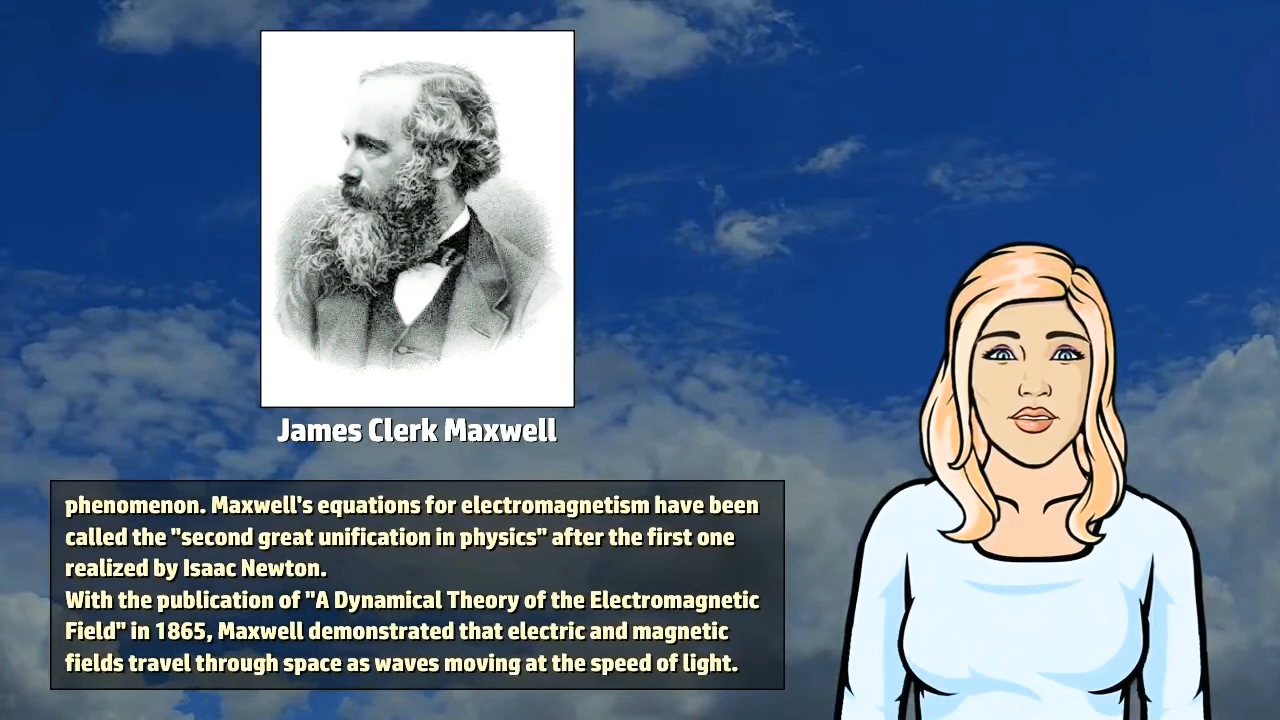 James Clerk Maxwell
phenomenon. Maxwell's equations for electromagnetism have been
called the "second great unification in physics" after the first one
realized by Isaac Newton.
With the publication of "A Dynamical Theory of the Electromagnetic
Field" in 1865, Maxwell demonstrated that electric and magnetic
fields travel through space as waves moving at the speed of light.